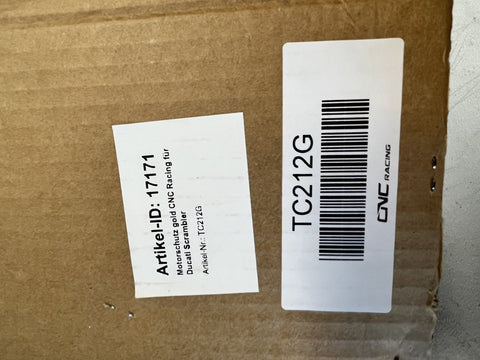 Artikel-ID: 17171
Motorschutz gold CNC Racing für
Ducati Scrambler
Artikel-Nr.: TC212G
TC212G
CNC RACING